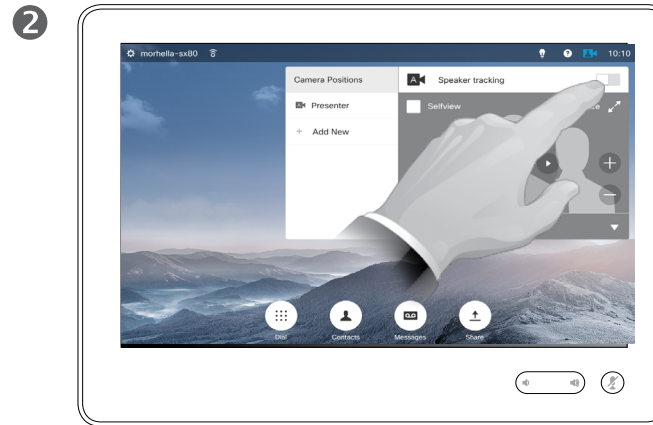 2
morhella-sx80 10:10
Camera Positions
Speaker tracking
Presenter
Selfview
Add New
Dial
Contacts
Messages
Share